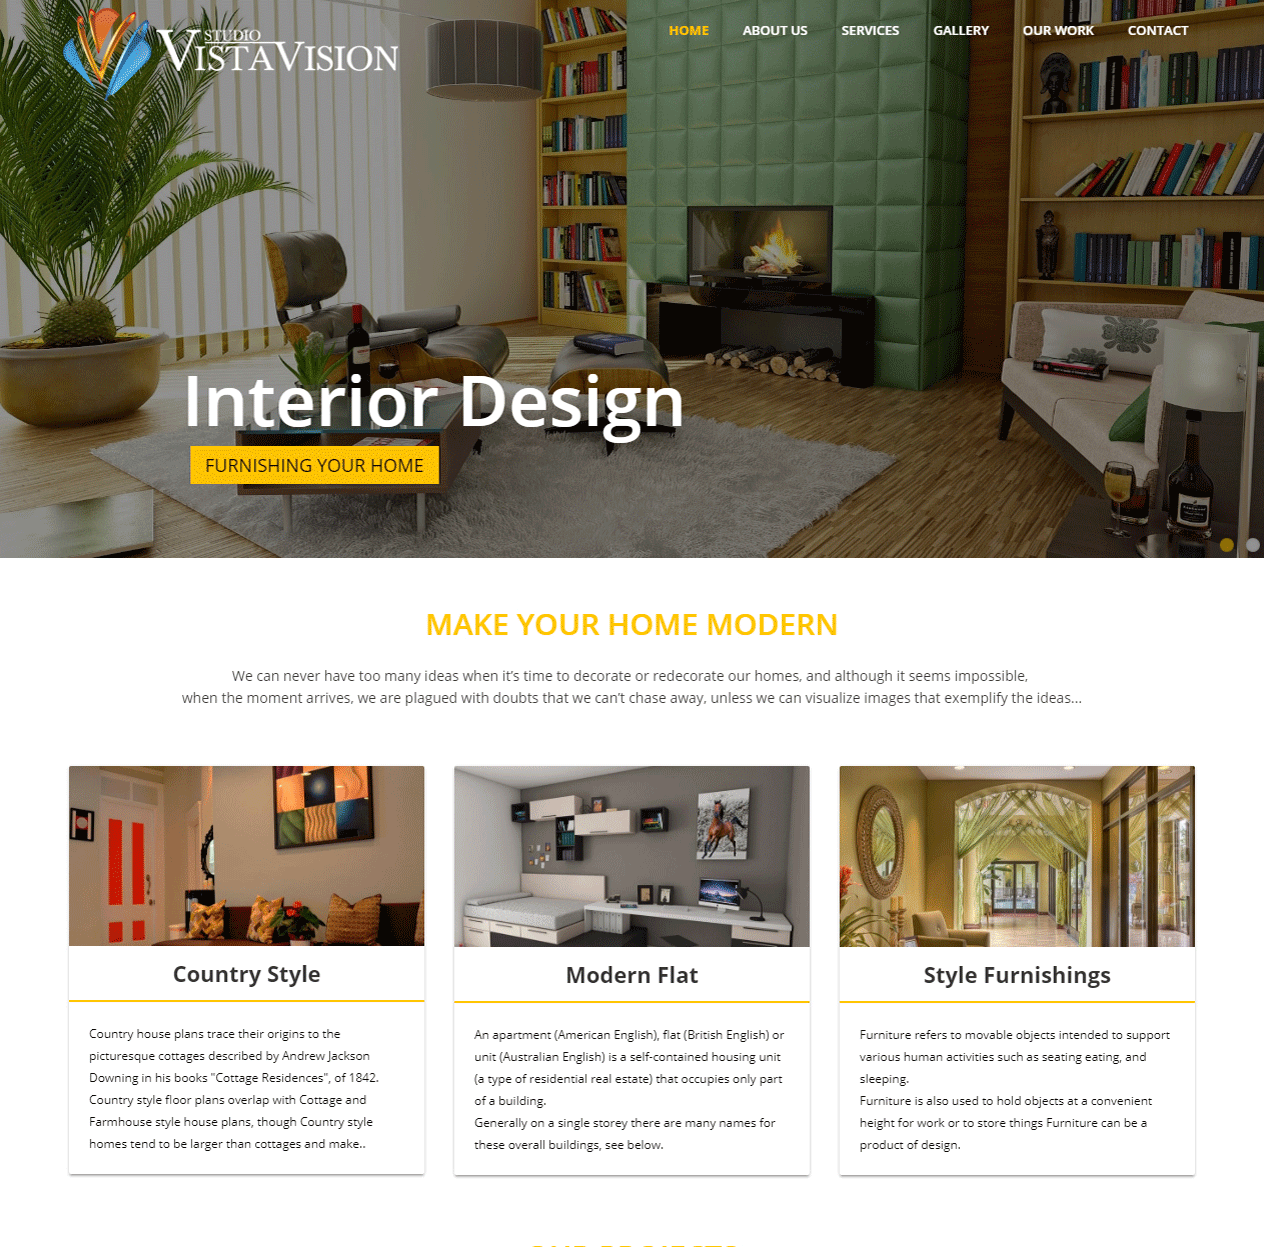 STUDIO
VISTAVISION
HOME ABOUT US SERVICES GALLERY OUR WORK CONTACT
Interior Design
FURNISHING YOUR HOME
MAKE YOUR HOME MODERN
We can never have too many ideas when it’s time to decorate or redecorate our homes, and although it seems impossible,
when the moment arrives, we are plagued with doubts that we can’t chase away, unless we can visualize images that exemplify the ideas...
Country Style
Country house plans trace their origins to the
picturesque cottages described by Andrew Jackson
Downing in his books "Cottage Residences", of 1842.
Country style floor plans overlap with Cottage and
Farmhouse style house plans, though Country style
homes tend to be larger than cottages and make..
Modern Flat
An apartment (American English), flat (British English) or
unit (Australian English) is a self-contained housing unit
(a type of residential real estate) that occupies only part
of a building.
Generally on a single storey there are many names for
these overall buildings, see below.
Style Furnishings
Furniture refers to movable objects intended to support
various human activities such as seating eating, and
sleeping.
Furniture is also used to hold objects at a convenient
height for work or to store things Furniture can be a
product of design.